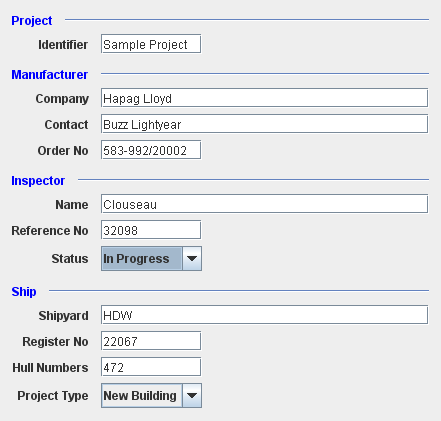 Project
Identifier Sample Project
Manufacturer
Company Hapag Lloyd
Contact Buzz Lightyear
Order No 583-992/20002
Inspector
Name Clouseau
Reference No 32098
Status In Progress
Ship
Shipyard HDW
Register No 22067
Hull Numbers 472
Project Type New Building